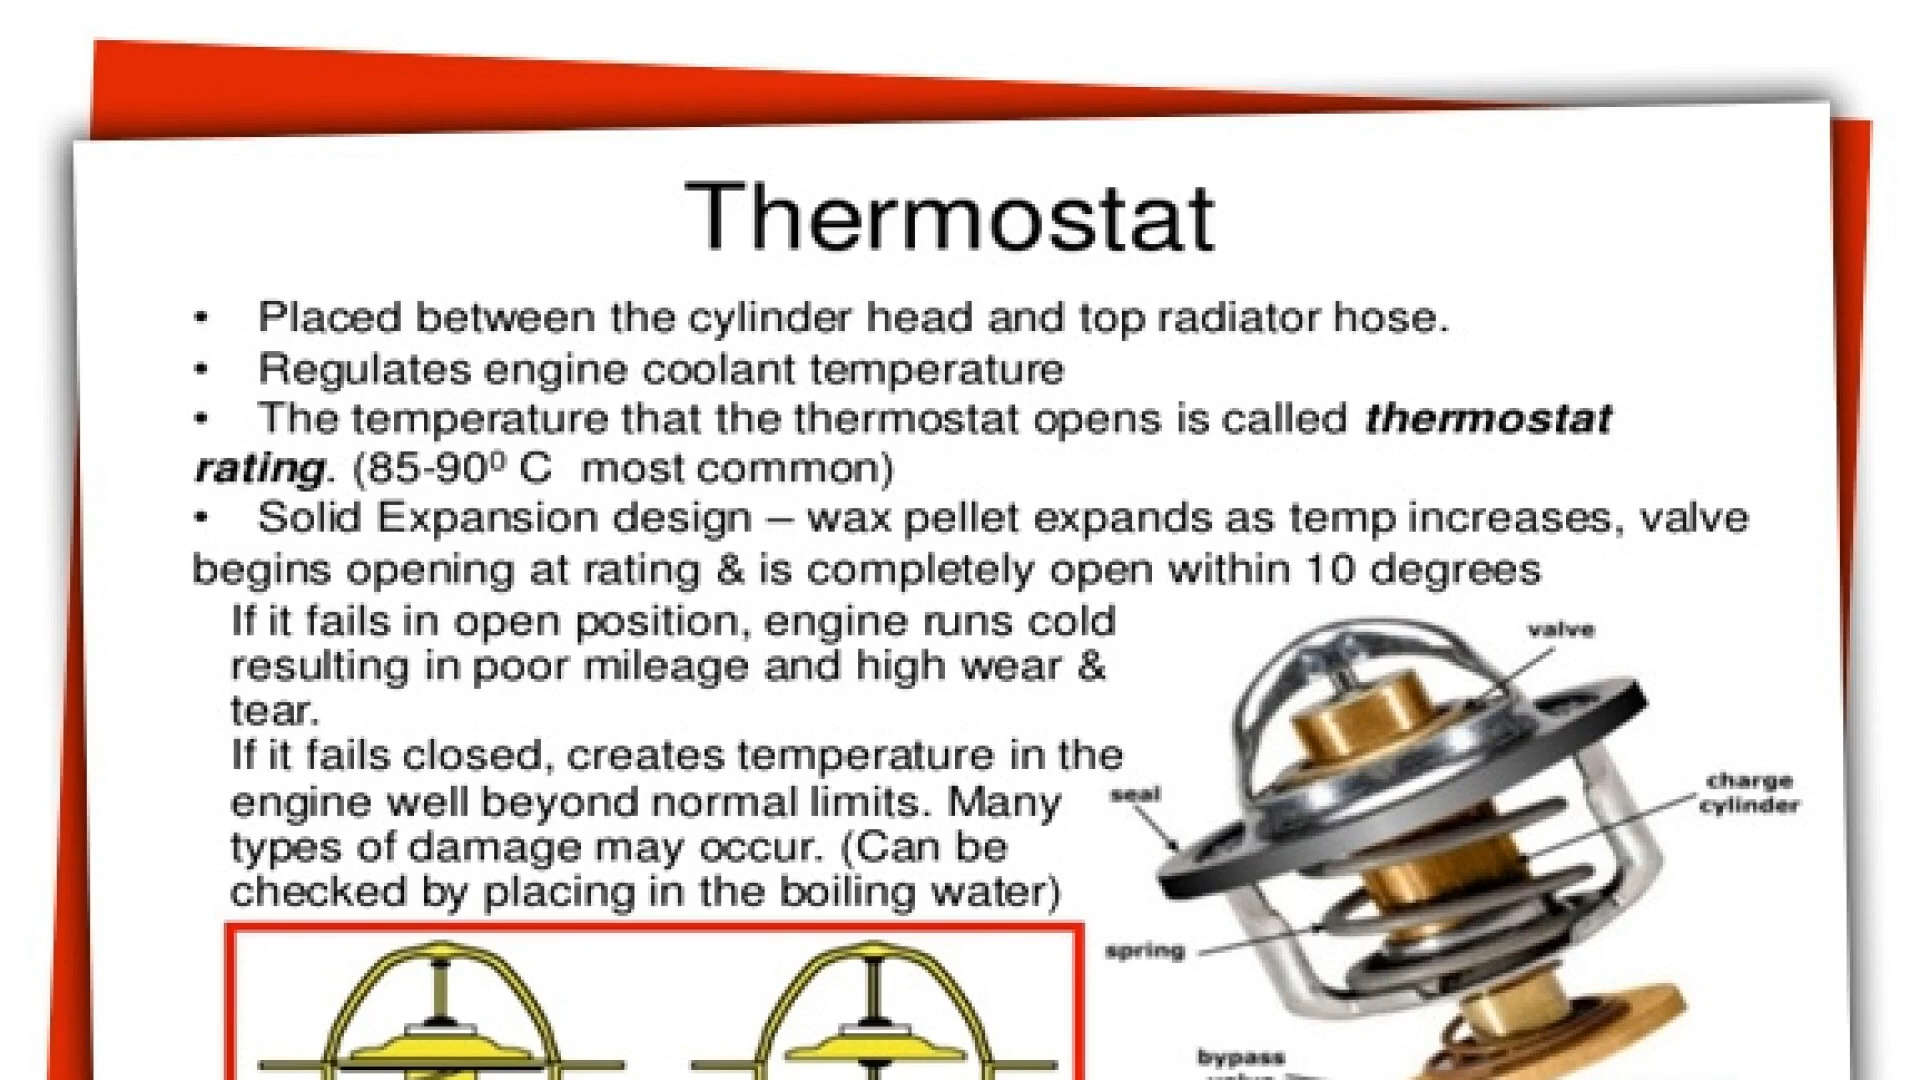 Thermostat
• Placed between the cylinder head and top radiator hose.
• Regulates engine coolant temperature
• The temperature that the thermostat opens is called thermostat
rating. (85-90⁰ C most common)
• Solid Expansion design – wax pellet expands as temp increases, valve
begins opening at rating & is completely open within 10 degrees
If it fails in open position, engine runs cold
resulting in poor mileage and high wear &
tear.
If it fails closed, creates temperature in the
engine well beyond normal limits. Many
types of damage may occur. (Can be
checked by placing in the boiling water)
valve
charge
cylinder
seal
spring
bypass